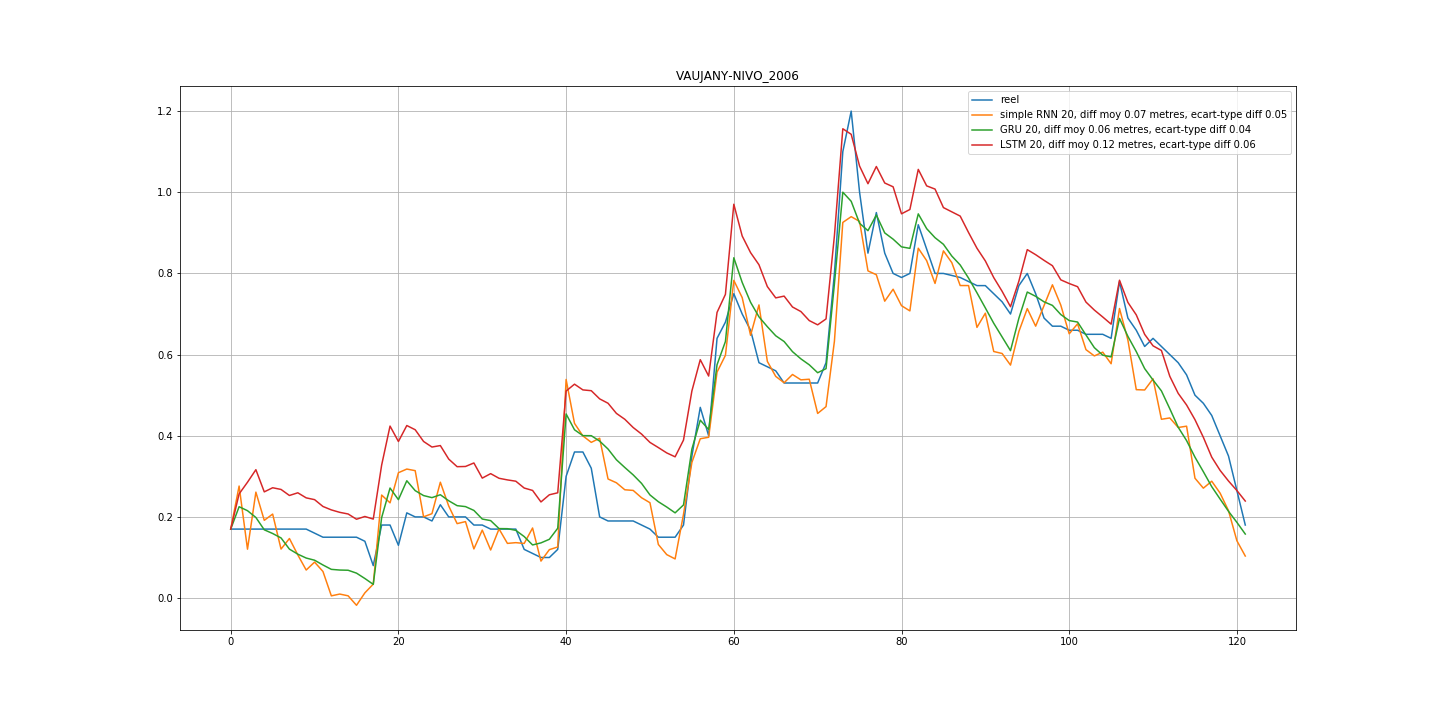 VAUJANY-NIVO_2006
reel
simple RNN 20, diff moy 0.07 metres, ecart-type diff 0.05
GRU 20, diff moy 0.06 metres, ecart-type diff 0.04
LSTM 20, diff moy 0.12 metres, ecart-type diff 0.06
1.2
1.0
0.8
0.6
0.4
0.2
0.0
0 20 40 60 80 100 120